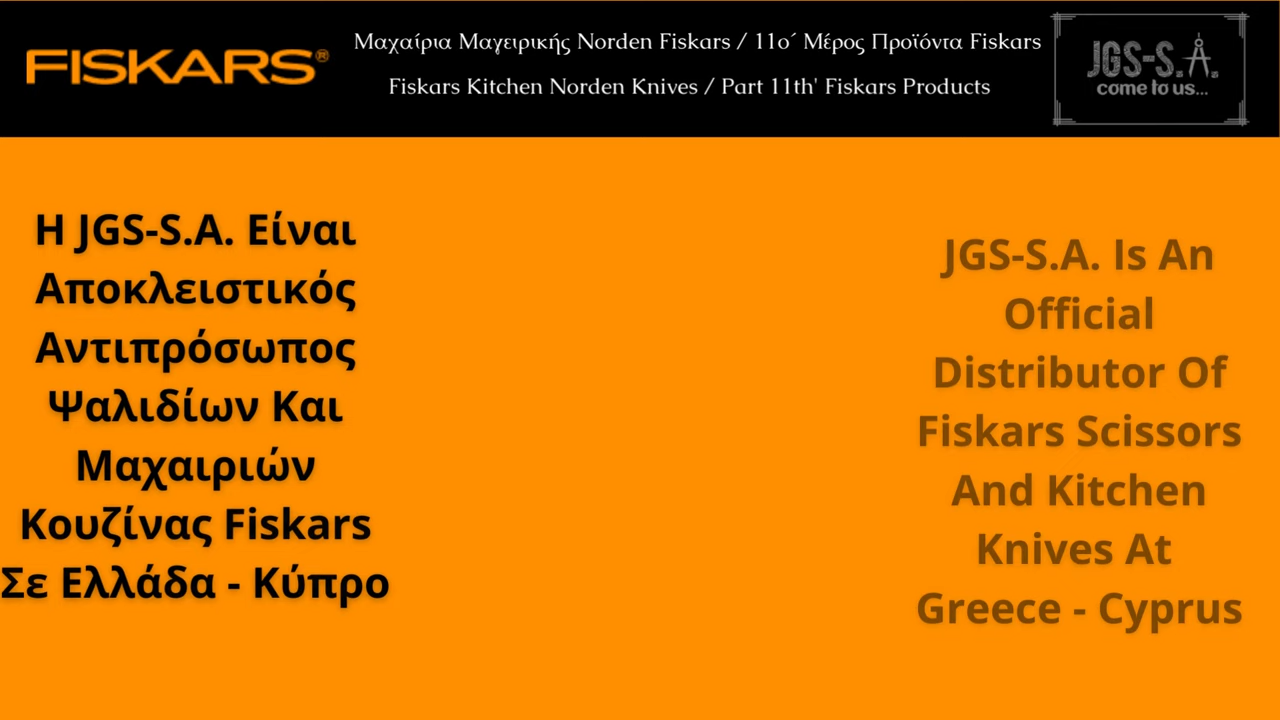 FISKARS®
Μαχαίρια Μαγειρικής Norden Fiskars / 11ο΄ Μέρος Προϊόντα Fiskars
Fiskars Kitchen Norden Knives / Part 11th' Fiskars Products
JGS-S.A.
come to us...
Η JGS-S.A. Είναι
Αποκλειστικός
Αντιπρόσωπος
Ψαλιδίων Και
Μαχαιριών
Κουζίνας Fiskars
Σε Ελλάδα - Κύπρο
JGS-S.A. Is An
Official
Distributor Of
Fiskars Scissors
And Kitchen
Knives At
Greece - Cyprus